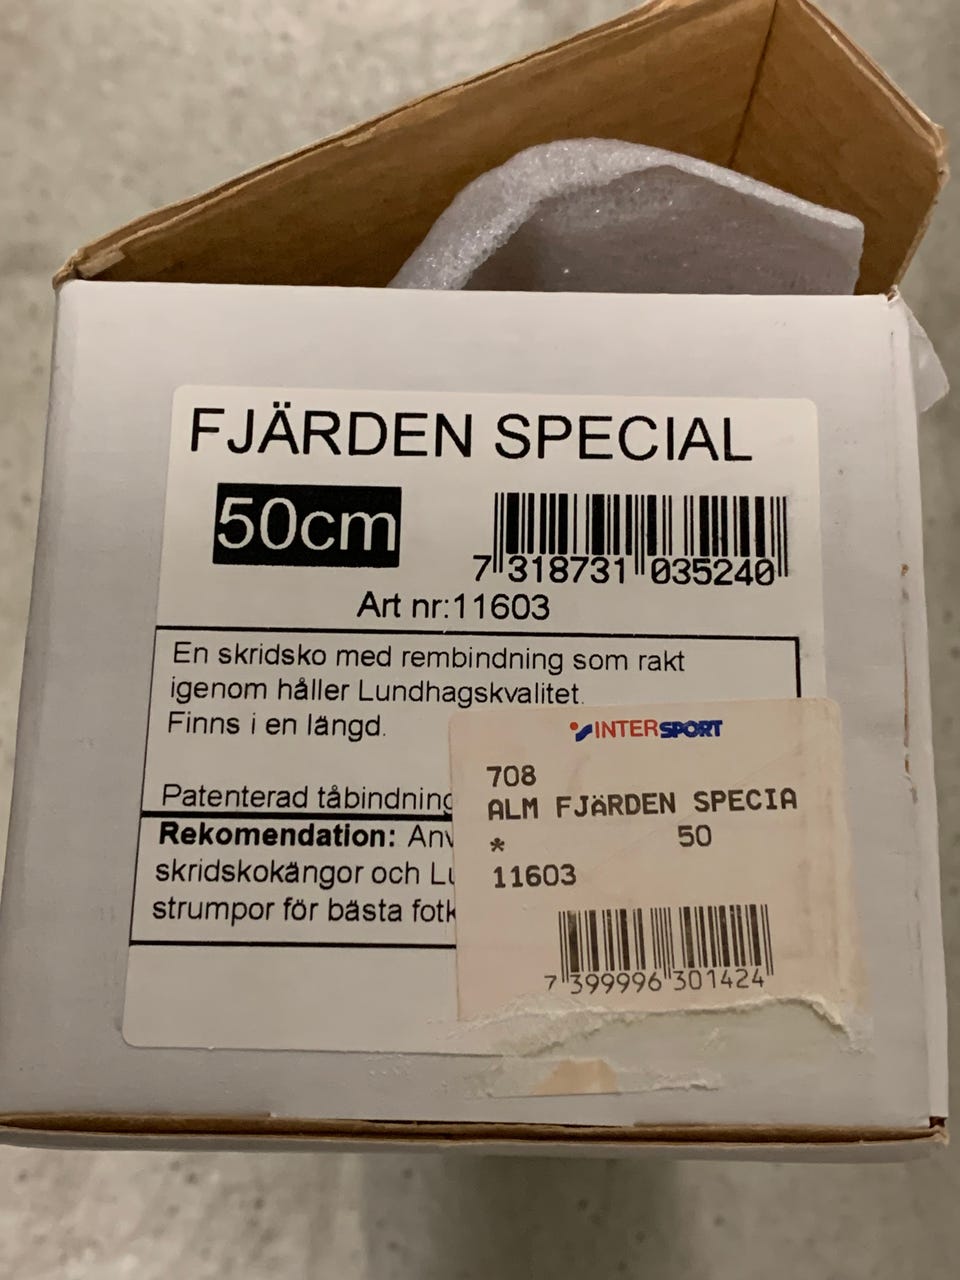 FJÄRDEN SPECIAL
50cm
7 318731 035240
Art nr:11603
En skridsko med rembindning som rakt
igenom håller Lundhagskvalitet.
Finns i en längd.
Patenterad tåbindning
Rekomendation:
skridskokängor och
strumpor för bästa
INTERSPORT
708
ALM FJÄRDEN SPECIA
* 50
11603
7 399996 301424